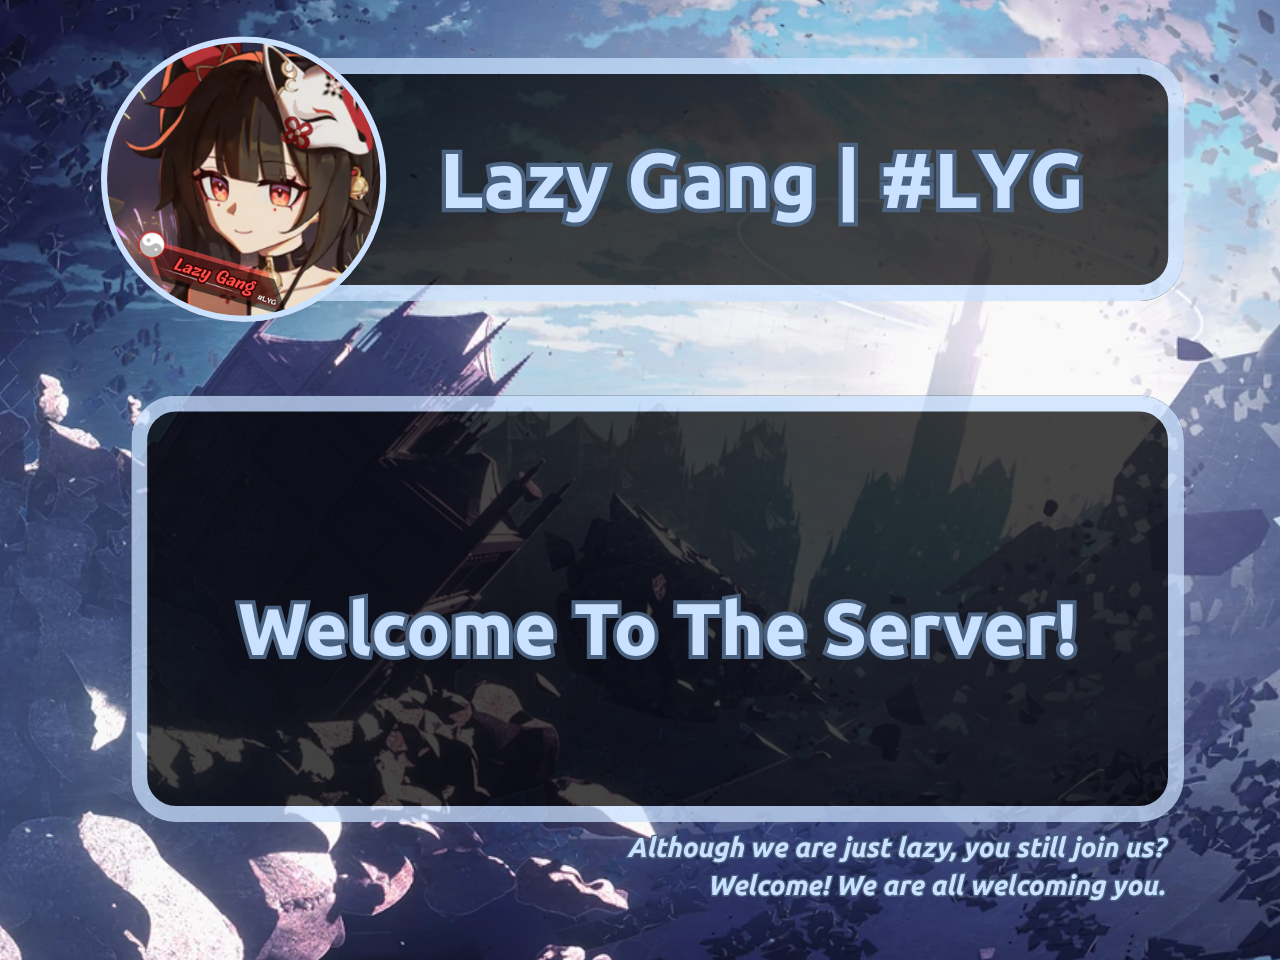 Lazy Gang | #LYG
Lazy Gang
#LYG
Welcome To The Server!
Although we are just lazy, you still join us?
Welcome! We are all welcoming you.